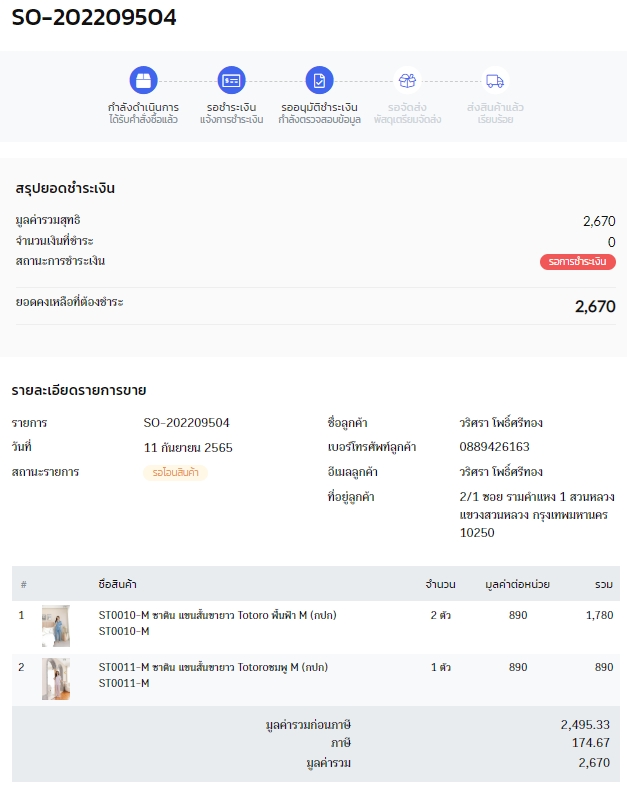 SO-202209504
กำลังดำเนินการ
ได้รับคำสั่งซื้อแล้ว
รอชำระเงิน
แจ้งการชำระเงิน
รออนุมัติชำระเงิน
กำลังตรวจสอบข้อมูล
รอจัดส่ง
พัสดุเตรียมจัดส่ง
ส่งสินค้าแล้ว
เรียบร้อย
สรุปยอดชำระเงิน
มูลค่ารวมสุทธิ 2,670
จำนวนเงินที่ชำระ 0
สถานะการชำระเงิน รอการชำระเงิน
ยอดคงเหลือที่ต้องชำระ 2,670
รายละเอียดรายการขาย
รายการ SO-202209504
วันที่ 11 กันยายน 2565
สถานะรายการ รอโอนสินค้า
ชื่อลูกค้า วริศรา โพธิ์ศรีทอง
เบอร์โทรศัพท์ลูกค้า 0889426163
อีเมลลูกค้า วริศรา โพธิ์ศรีทอง
ที่อยู่ลูกค้า 2/1 ซอย รามคำแหง 1 สวนหลวง
แขวงสวนหลวง กรุงเทพมหานคร
10250
# ชื่อสินค้า จำนวน มูลค่าต่อหน่วย รวม
1 ST0010-M ซาติน แขนสั้นขายาว Totoro พื้นฟ้า M (กปก) 2 ตัว 890 1,780
ST0010-M
2 ST0011-M ซาติน แขนสั้นขายาว Totoroชมพู M (กปก) 1 ตัว 890 890
ST0011-M
มูลค่ารวมก่อนภาษี 2,495.33
ภาษี 174.67
มูลค่ารวม 2,670